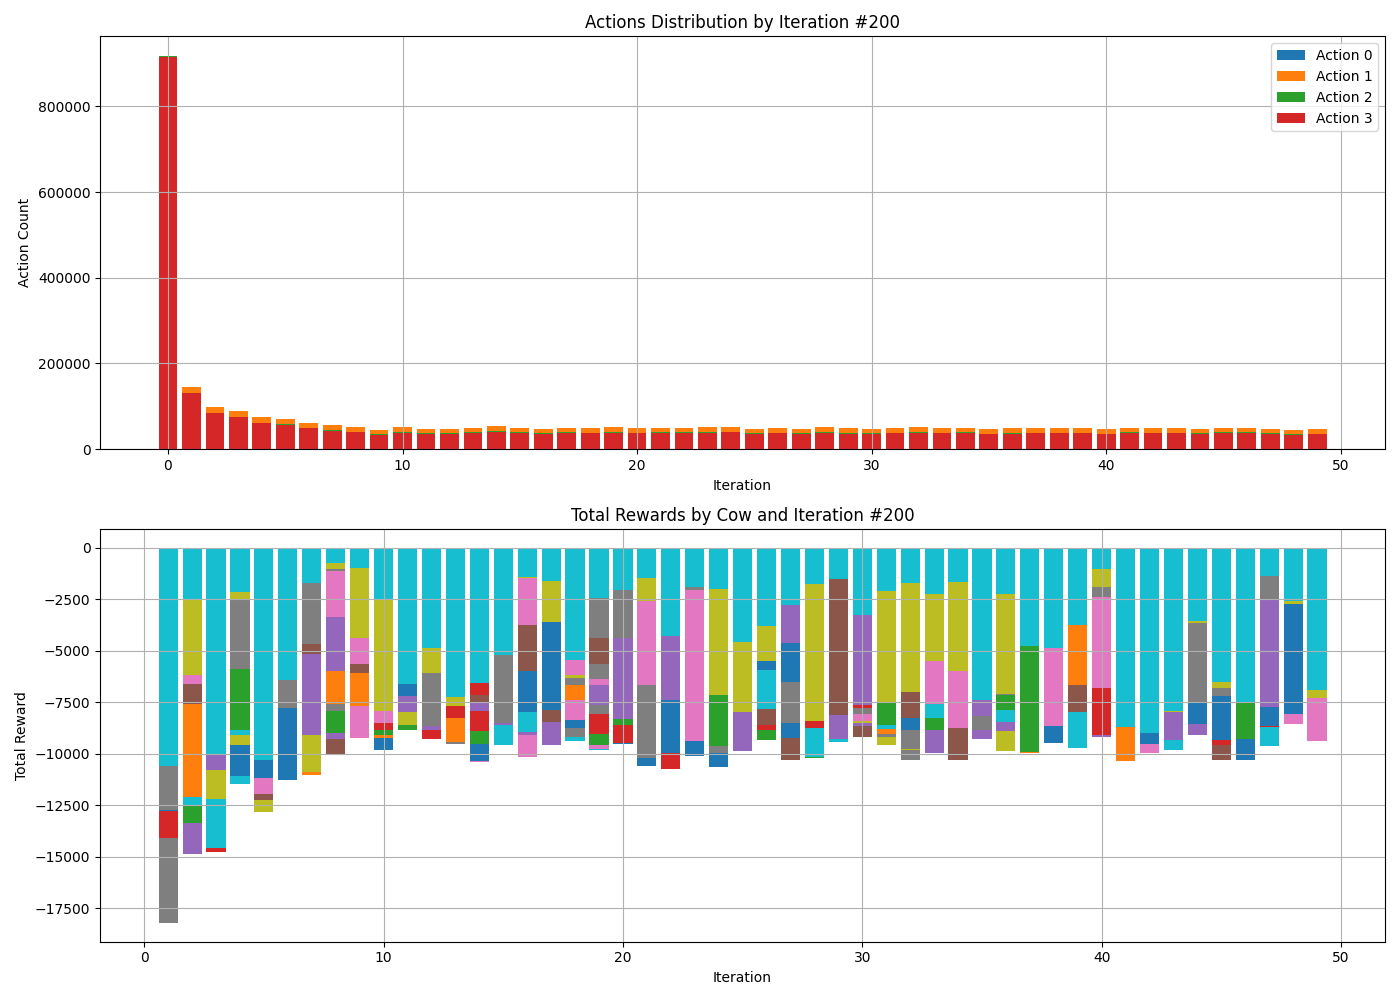 Actions Distribution by Iteration #200
Action Count
800000
600000
400000
200000
0
Action 0
Action 1
Action 2
Action 3
0 10 20 30 40 50
Iteration
Total Rewards by Cow and Iteration #200
Total Reward
0
−2500
−5000
−7500
−10000
−12500
−15000
−17500
0 10 20 30 40 50
Iteration